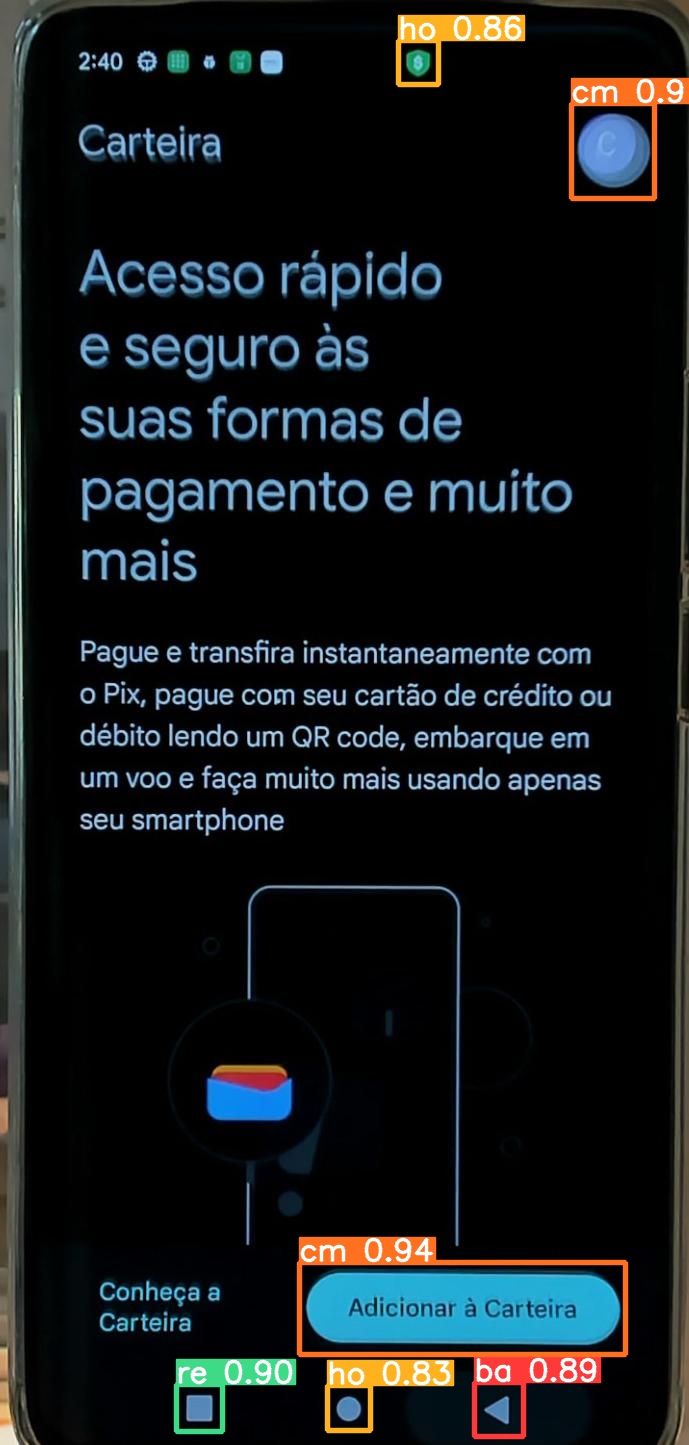 ho 0.86
2:40
cm 0.9
Carteira
C
Acesso rápido
e seguro às
suas formas de
pagamento e muito
mais
Pague e transfira instantaneamente com
o Pix, pague com seu cartão de crédito ou
débito lendo um QR code, embarque em
um voo e faça muito mais usando apenas
seu smartphone
cm 0.94
Conheça a
Carteira
Adicionar à Carteira
re 0.90
ho 0.83
ba 0.89